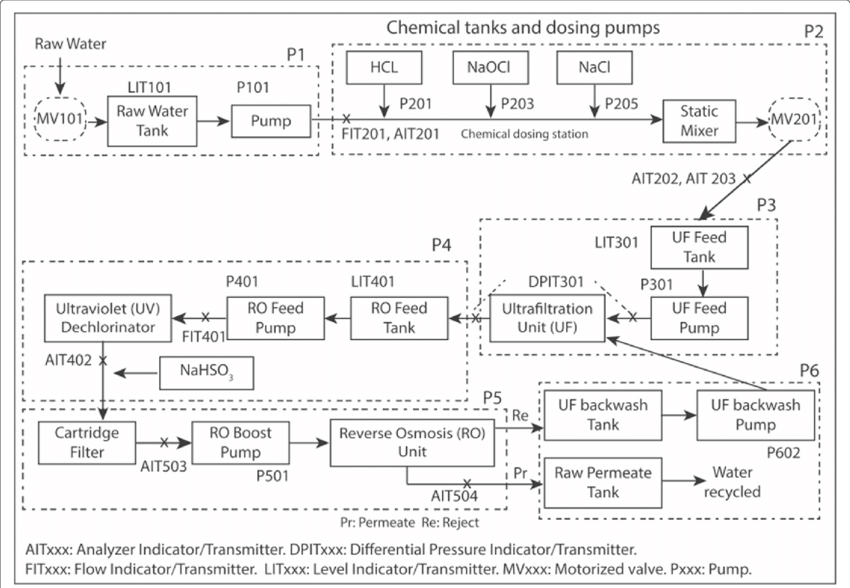 Chemical tanks and dosing pumps
P2
Raw Water
P1
HCL
NaOCl
NaCl
LIT101
P101
P201
P203
P205
MV101
Raw Water
Tank
Pump
FIT201, AIT201
Chemical dosing station
Static
Mixer
MV201
AIT202, AIT 203
P3
LIT301
UF Feed
Tank
P4
P401
LIT401
DPIT301
P301
Ultraviolet (UV)
Dechlorinator
RO Feed
Pump
RO Feed
Tank
Ultrafiltration
Unit (UF)
UF Feed
Pump
FIT401
AIT402
NaHSO3
P6
P5
Re
UF backwash
Tank
UF backwash
Pump
Cartridge
Filter
RO Boost
Pump
Reverse Osmosis (RO)
Unit
P602
AIT503
P501
Pr
Raw Permeate
Tank
Water
recycled
AIT504
Pr: Permeate Re: Reject
AITxxx: Analyzer Indicator/Transmitter. DPITxxx: Differential Pressure Indicator/Transmitter.
FITxxx: Flow Indicator/Transmitter. LITxxx: Level Indicator/Transmitter. MVxxx: Motorized valve. Pxxx: Pump.